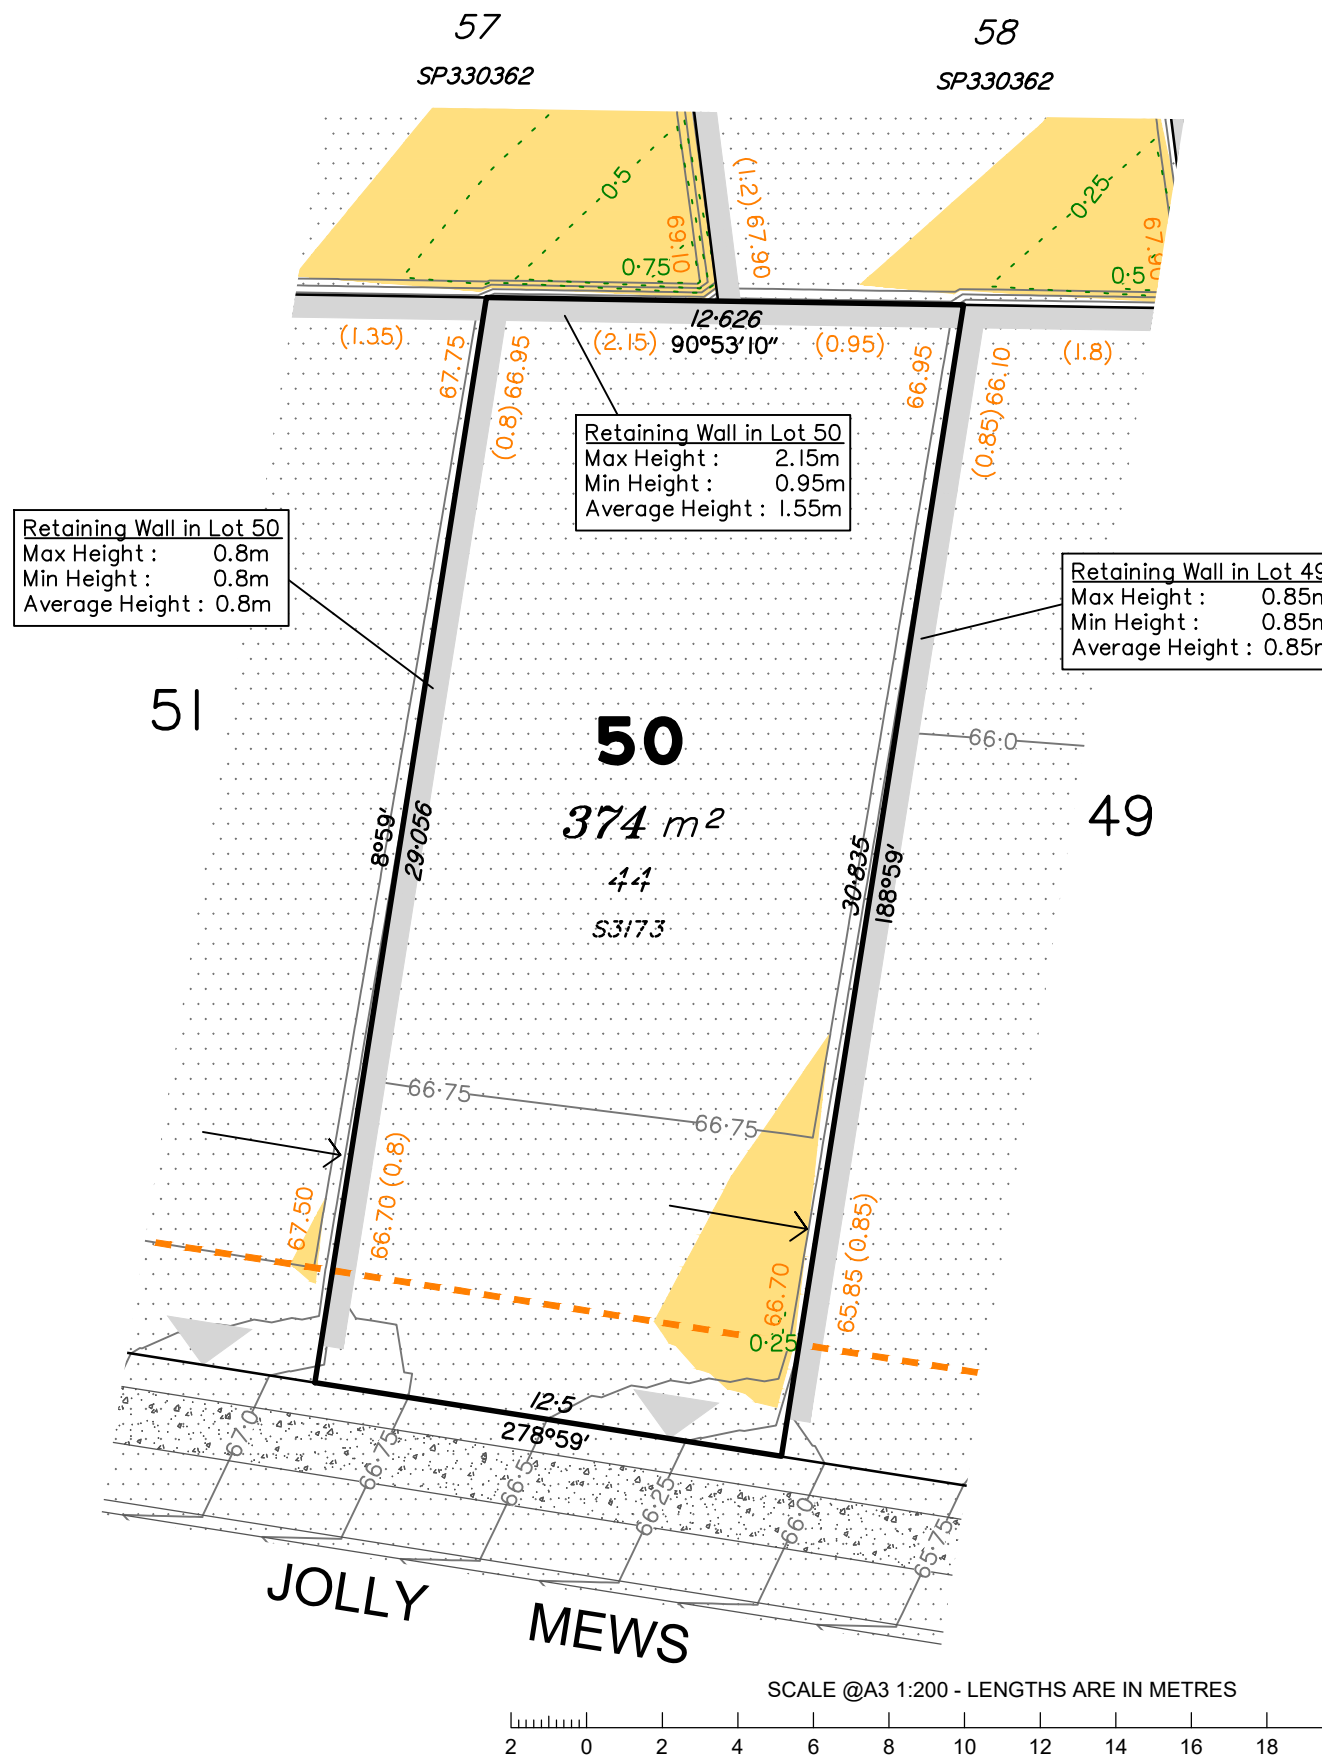 57
58
SP330362
SP330362
0·5
0·25
(1.2) 67.90
69.10
0·75
0·5
12·626
90°53'10"
(1.35)
67.75
(0.8) 66.95
(2.15)
(0.95)
66.95
(0.85) 66.10
(1.8)
Retaining Wall in Lot 50
Max Height : 2.15m
Min Height : 0.95m
Average Height : 1.55m
Retaining Wall in Lot 50
Max Height : 0.8m
Min Height : 0.8m
Average Height : 0.8m
Retaining Wall in Lot 49
Max Height : 0.85m
Min Height : 0.85m
Average Height : 0.85m
51
50
66·0
374 m²
49
8°59'
29·056
44
30·835
188°59'
S3173
66·75
66·75
67.50
66.70 (0.8)
66.70
65.85 (0.85)
0·25
12·5
278°59'
67·0
66·75
66·5
66·25
66·0
65·75
JOLLY MEWS
SCALE @A3 1:200 - LENGTHS ARE IN METRES
2 0 2 4 6 8 10 12 14 16 18